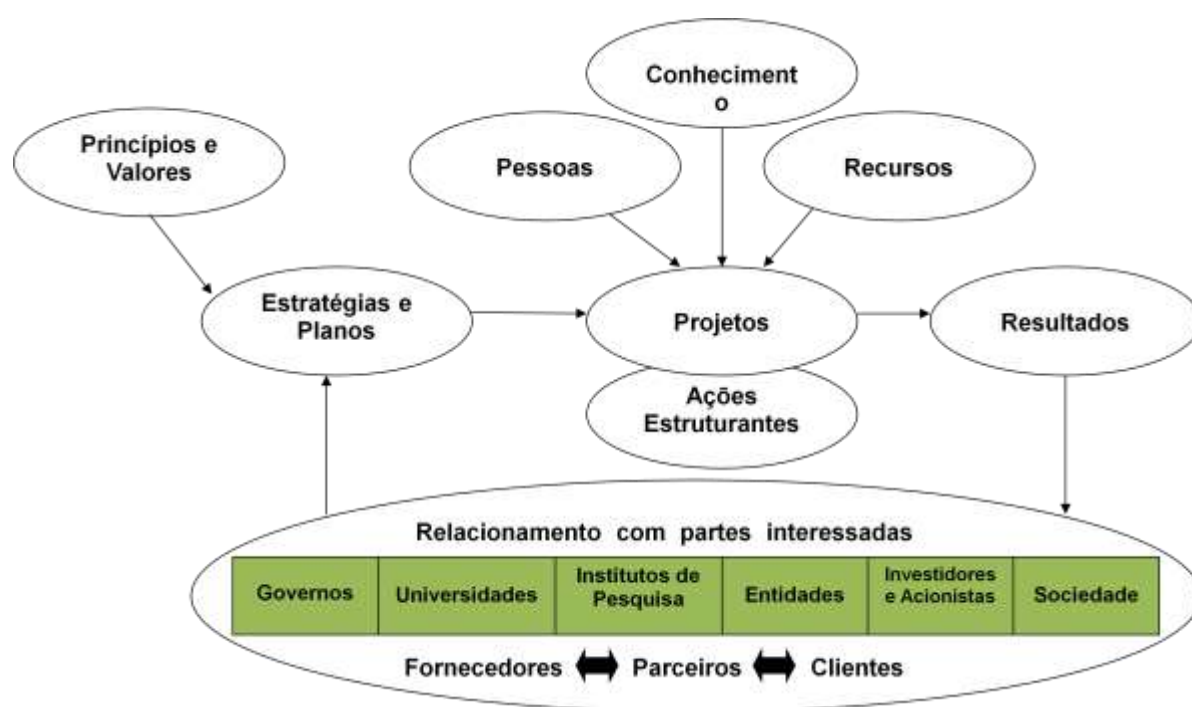 Conheciment
o
Princípios e
Valores
Pessoas
Recursos
Estratégias e
Planos
Projetos
Resultados
Ações
Estruturantes
Relacionamento com partes interessadas
Governos
Universidades
Institutos de
Pesquisa
Entidades
Investidores
e Acionistas
Sociedade
Fornecedores Parceiros Clientes